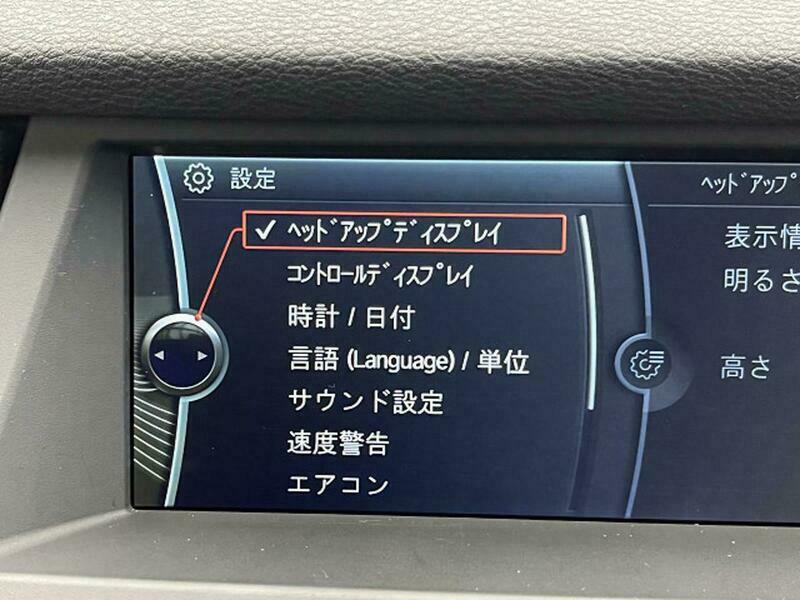 設定
✓ ﾍｯﾄﾞｱｯﾌﾟﾃﾞｨｽﾌﾟﾚｲ
ｺﾝﾄﾛｰﾙﾃﾞｨｽﾌﾟﾚｲ
時計 / 日付
言語 (Language) / 単位
サウンド設定
速度警告
エアコン
ﾍｯﾄﾞｱｯﾌﾟ
表示情
明るさ
高さ